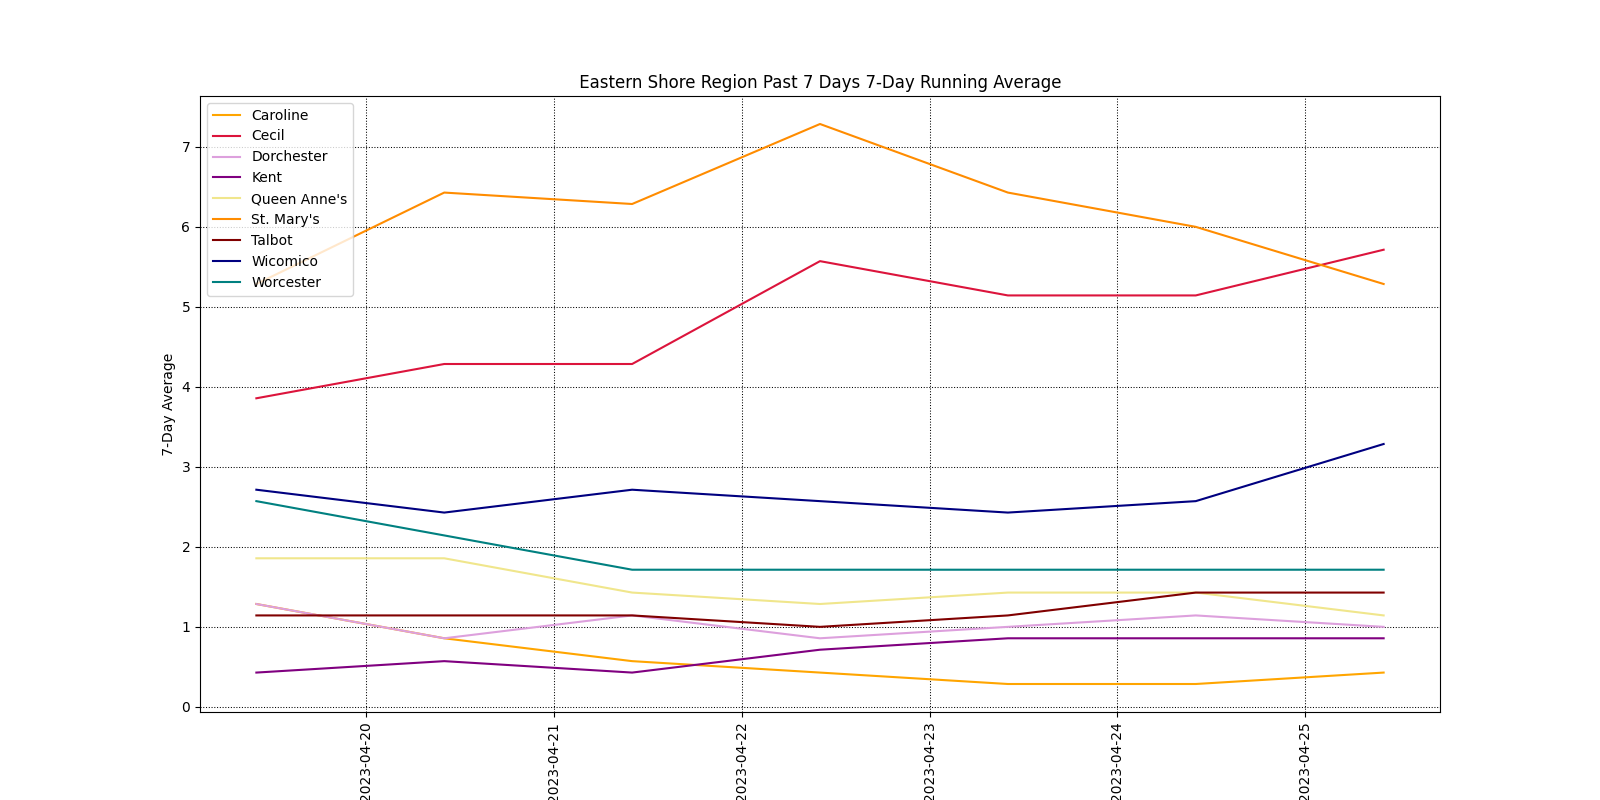 Eastern Shore Region Past 7 Days 7-Day Running Average
Caroline
Cecil
Dorchester
Kent
Queen Anne's
St. Mary's
Talbot
Wicomico
Worcester
7-Day Average
7
6
5
4
3
2
1
0
2023-04-20
2023-04-21
2023-04-22
2023-04-23
2023-04-24
2023-04-25